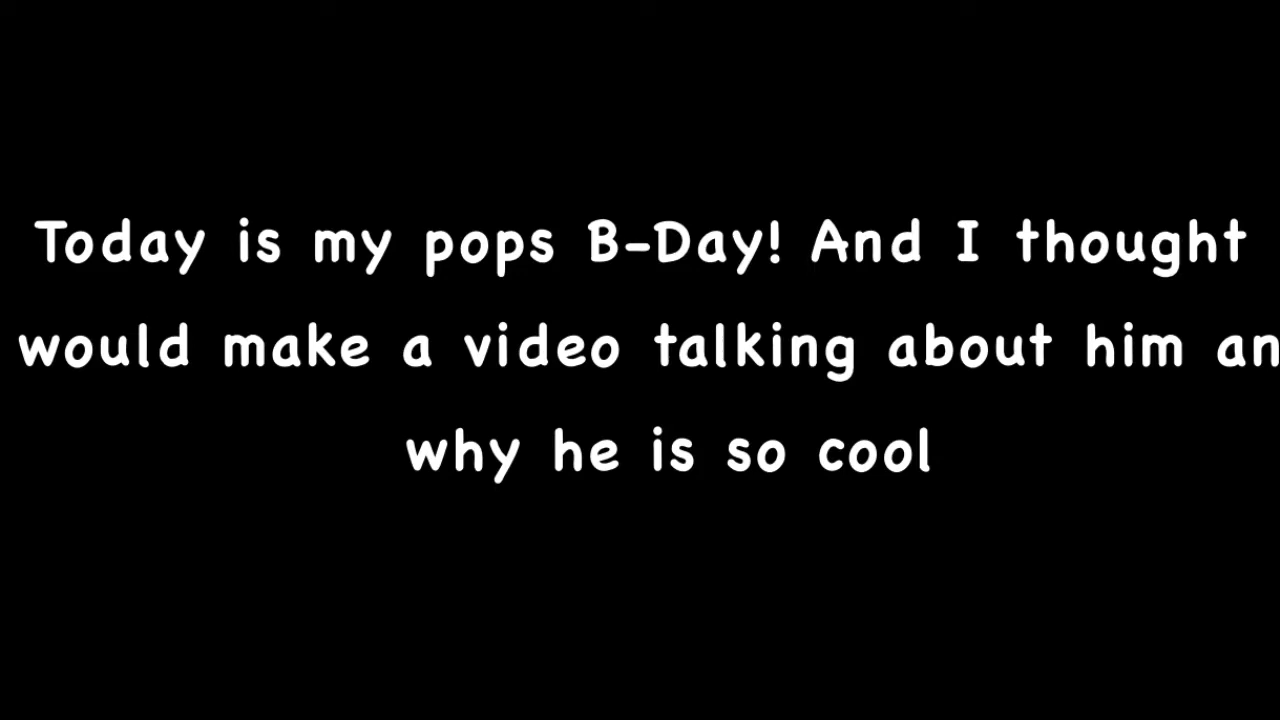 Today is my pops B-Day! And I thought
would make a video talking about him an
why he is so cool